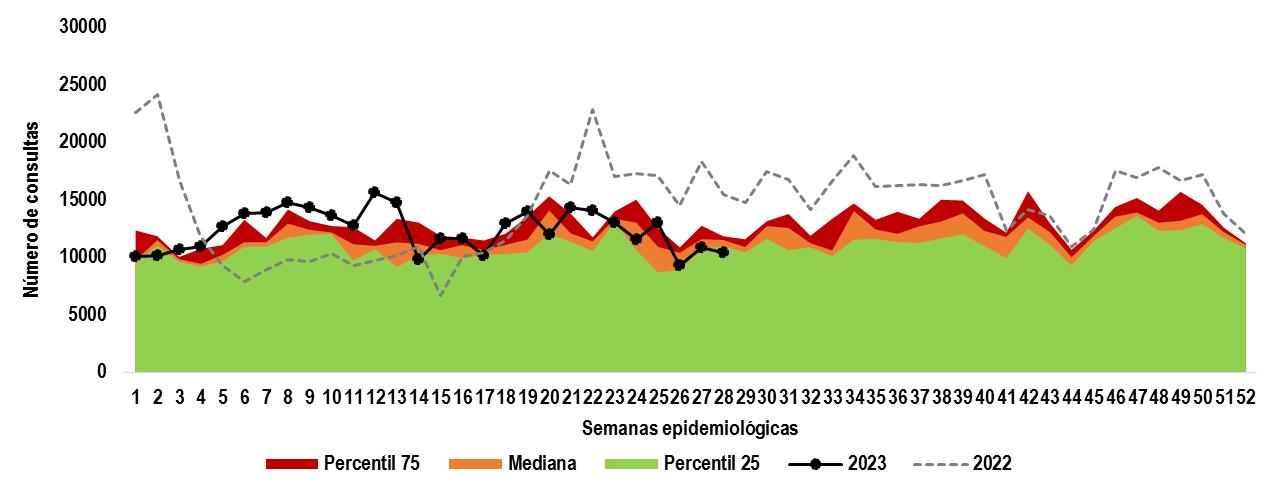 30000
25000
20000
15000
10000
5000
0
Número de consultas
1 2 3 4 5 6 7 8 9 10 11 12 13 14 15 16 17 18 19 20 21 22 23 24 25 26 27 28 29 30 31 32 33 34 35 36 37 38 39 40 41 42 43 44 45 46 47 48 49 50 51 52
Semanas epidemiológicas
Percentil 75 Mediana Percentil 25 2023 2022